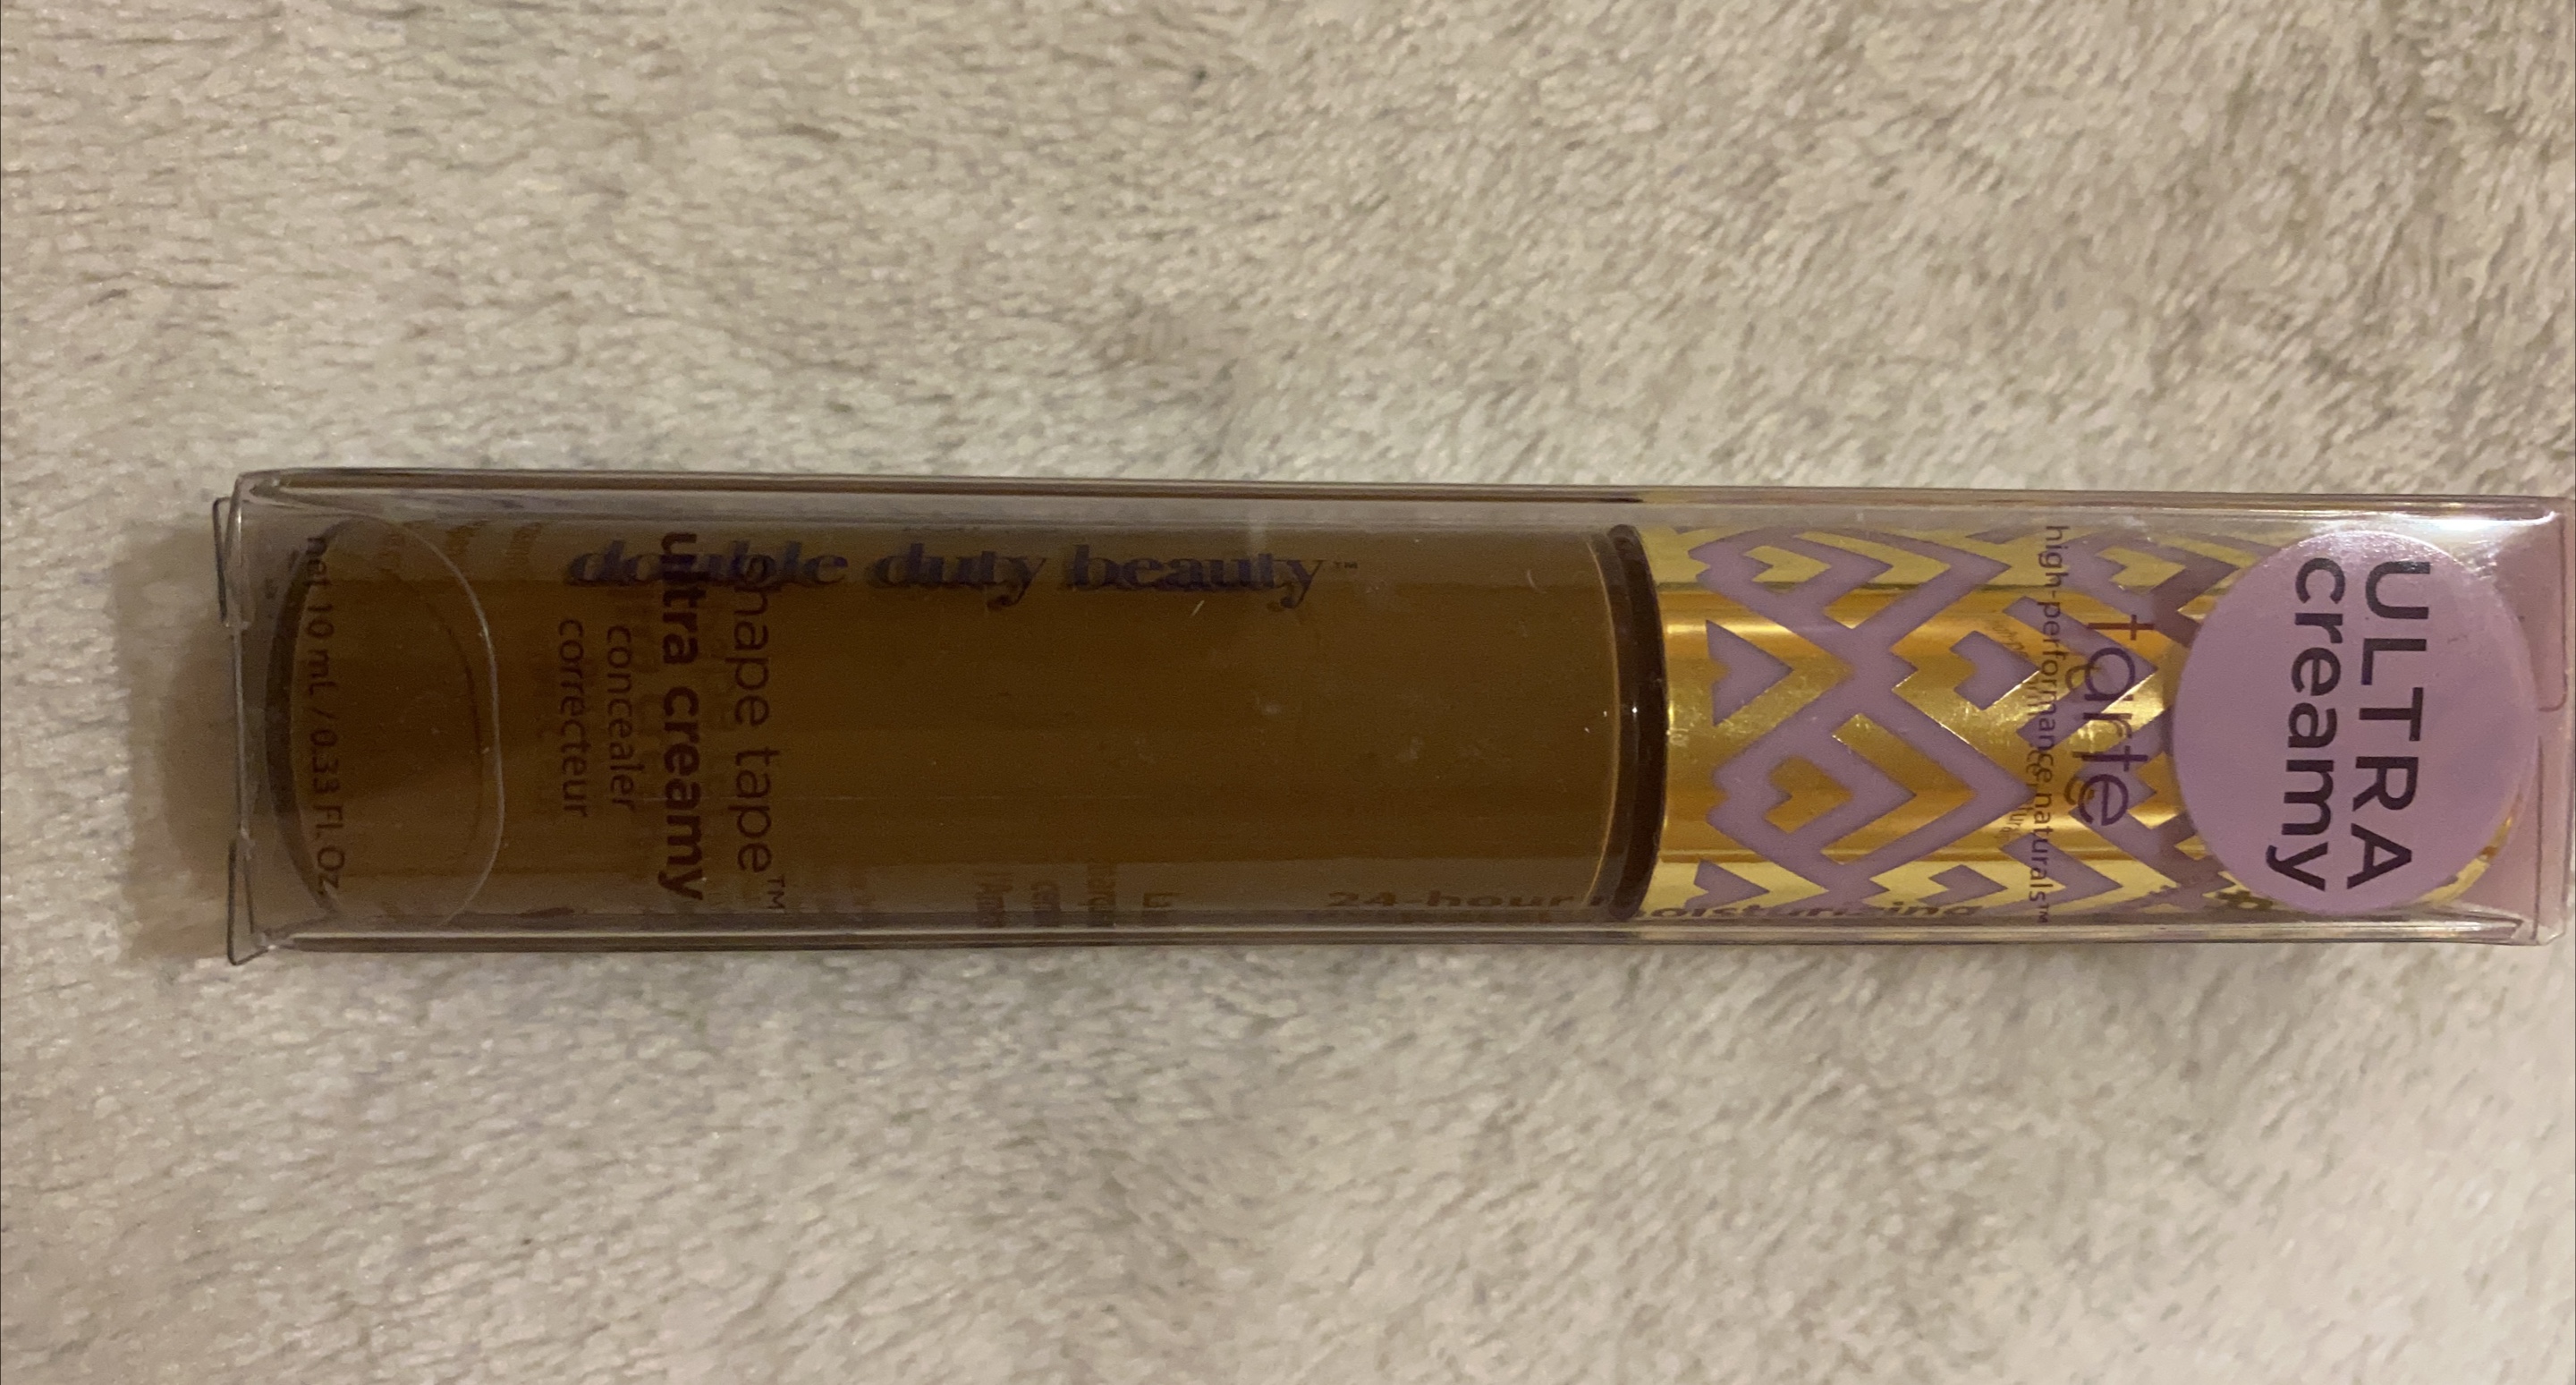 ULTRA
creamy
tarte
high-performance naturals™
shape tape™
ultra creamy
concealer
correcteur
net 10 mL / 0.33 Fl. Oz.
double duty beauty™
24-hour moisturizing